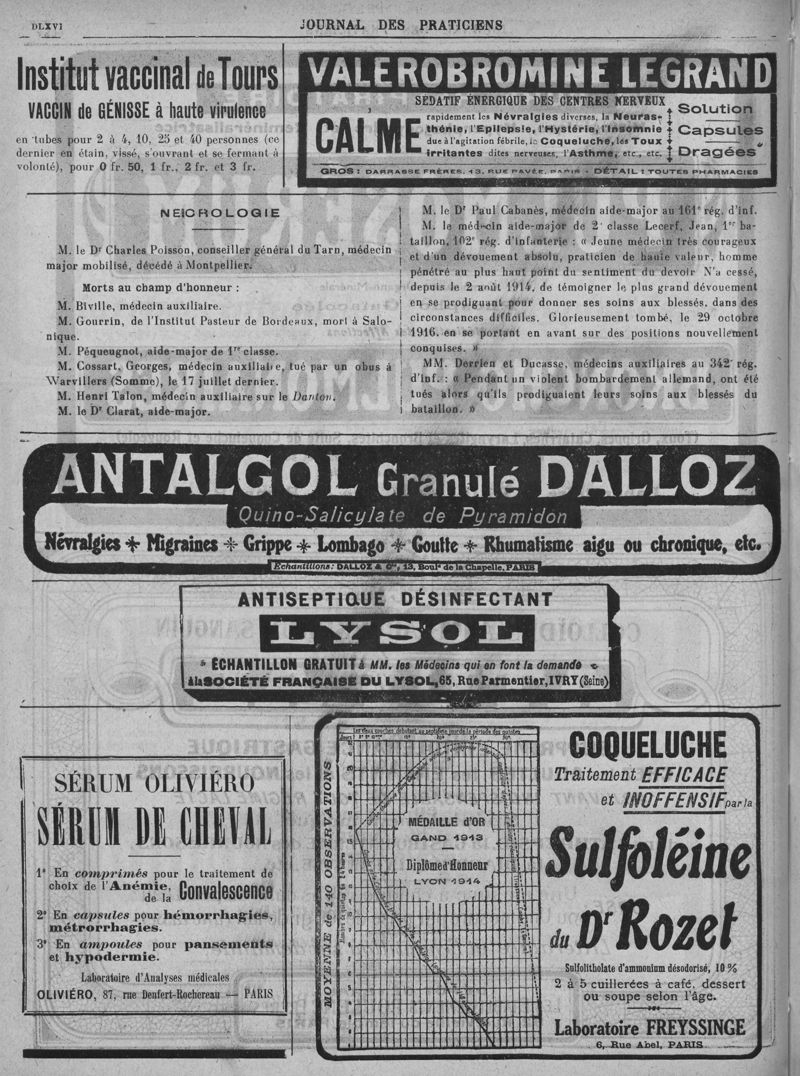 DLXVI
JOURNAL DES PRATICIENS
Institut vaccinal de Tours
VACCIN de GÉNISSE à haute virulence
en tubes pour 2 à 4, 10, 25 et 40 personnes (ce
dernier en étain, vissé, s'ouvrant et se fermant à
volonté), pour 0 fr. 50, 1 fr., 2 fr. et 3 fr.
VALEROBROMINE LEGRAND
SÉDATIF ÉNERGIQUE DES CENTRES NERVEUX
CALME
rapidement les Névralgies diverses, la Neuras-
thénie, l'Epilepsie, l'Hystérie, l'Insomnie
due à l'agitation fébrile, le Coqueluche, les Toux
irritantes dites nerveuses, l'Asthme, etc., etc.
Solution
Capsules
Dragées
GROS : DARRASSE FRÈRES, 13, RUE PAVÉE, PARIS - DÉTAIL : TOUTES PHARMACIES
NECROLOGIE
M. le Dr Charles Poisson, conseiller général du Tarn, médecin
major mobilisé, décédé à Montpellier.
Morts au champ d'honneur :
M. Biville, médecin auxiliaire.
M. Gourrin, de l'Institut Pasteur de Bordeaux, mort à Salo-
nique.
M. Péqueugnot, aide-major de 1re classe.
M. Cossart, Georges, médecin auxiliaire, tué par un obus à
Warvillers (Somme), le 17 juillet dernier.
M. Henri Talon, médecin auxiliaire sur le Danton.
M. le Dr Clarat, aide-major.
M. le Dr Paul Cabanès, médecin aide-major au 161e rég. d'inf.
M. le médecin aide-major de 2e classe Lecerf, Jean, 1er ba-
taillon, 102e rég. d'infanterie : « Jeune médecin très courageux
et d'un dévouement absolu, praticien de haute valeur, homme
pénétré au plus haut point du sentiment du devoir N'a cessé,
depuis le 2 août 1914, de témoigner le plus grand dévouement
en se prodiguant pour donner ses soins aux blessés, dans des
circonstances difficiles. Glorieusement tombé, le 29 octobre
1916, en se portant en avant sur des positions nouvellement
conquises. »
MM. Derrien et Ducasse, médecins auxiliaires au 342e rég.
d'inf. : « Pendant un violent bombardement allemand, ont été
tués alors qu'ils prodiguaient leurs soins aux blessés du
bataillon. »
ANTALGOL Granulé DALLOZ
Quino-Salicylate de Pyramidon
Névralgies * Migraines * Grippe * Lombago * Goutte * Rhumatisme aigu ou chronique, etc.
Echantillons : DALLOZ & Cie, 13, Bould de la Chapelle, PARIS
ANTISEPTIQUE DÉSINFECTANT
LYSOL
ÉCHANTILLON GRATUIT à MM. les Médecins qui en font la demande
à la SOCIÉTÉ FRANÇAISE DU LYSOL, 65, Rue Parmentier, IVRY (Seine)
SÉRUM OLIVIÉRO
SÉRUM DE CHEVAL
1° En comprimés pour le traitement de
choix de l'Anémie,
de la Convalescence
2° En capsules pour hémorrhagies,
métrorrhagies.
3° En ampoules pour pansements
et hypodermie.
Laboratoire d'Analyses médicales
OLIVIÉRO, 87, rue Denfert-Rochereau — PARIS
MOYENNE de 140 OBSERVATIONS
MÉDAILLE d'OR
GAND 1913
Diplôme d'Honneur
LYON 1914
COQUELUCHE
Traitement EFFICACE
et INOFFENSIF par la
Sulfoléine
du Dr Rozet
Sulfolitholate d'ammonium désodorisé, 10 %
2 à 5 cuillerées à café, dessert
ou soupe selon l'âge.
Laboratoire FREYSSINGE
6, Rue Abel, PARIS